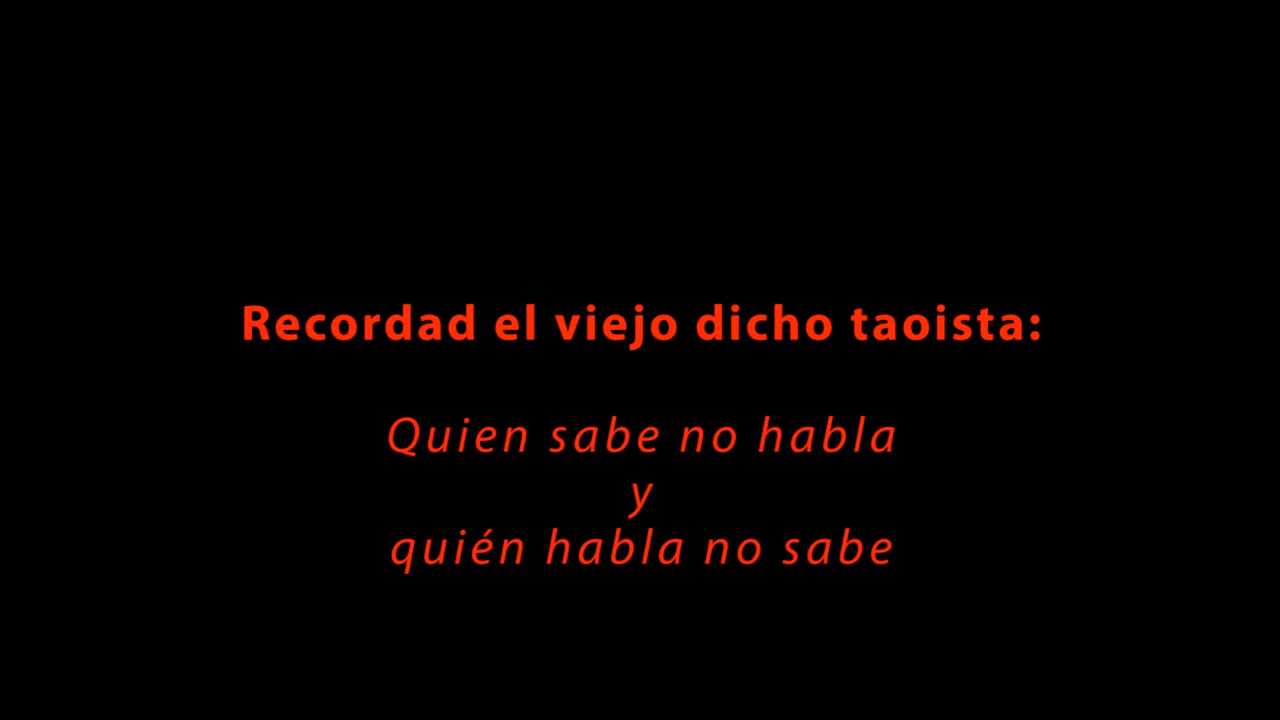 Recordad el viejo dicho taoista:
Quien sabe no habla
y
quién habla no sabe